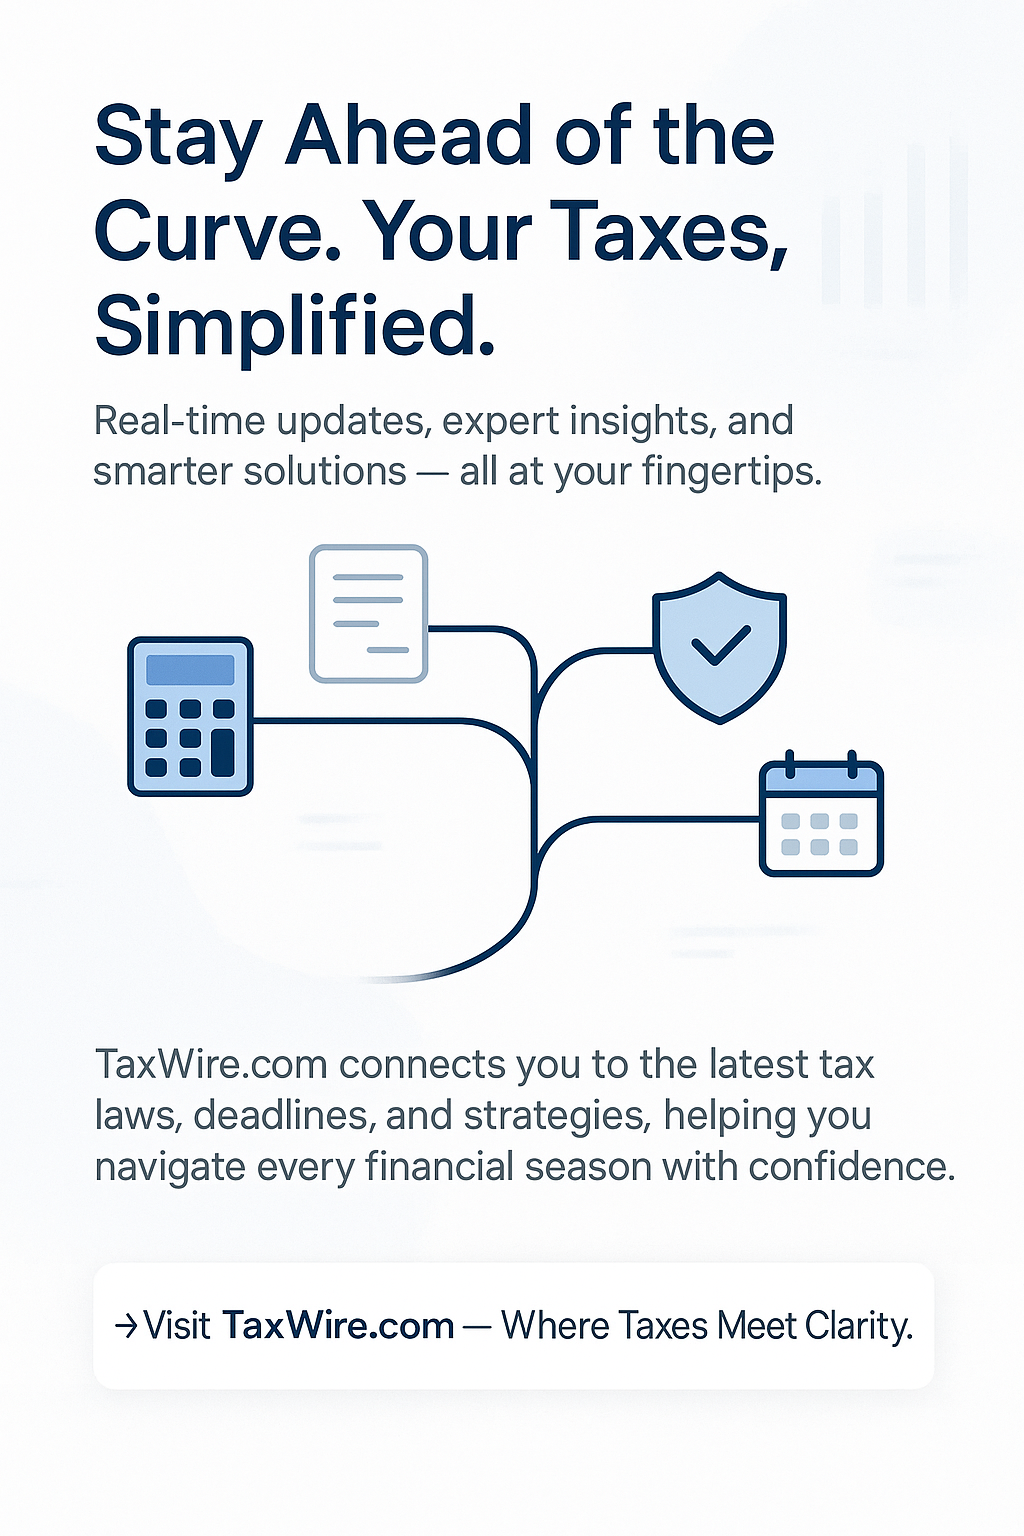 Stay Ahead of the
Curve. Your Taxes,
Simplified.
Real-time updates, expert insights, and
smarter solutions — all at your fingertips.
TaxWire.com connects you to the latest tax
laws, deadlines, and strategies, helping you
navigate every financial season with confidence.
→ Visit TaxWire.com — Where Taxes Meet Clarity.